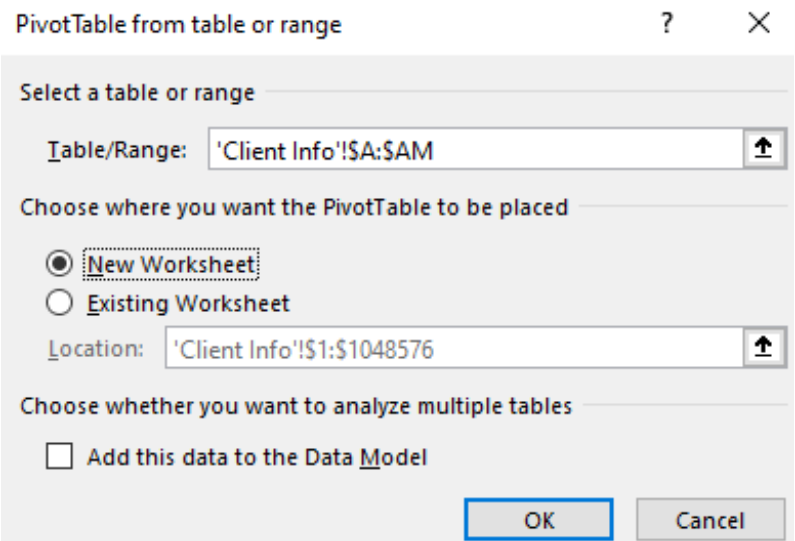 PivotTable from table or range ? ✕
Select a table or range
Table/Range: 'Client Info'!$A:$AM
Choose where you want the PivotTable to be placed
New Worksheet
Existing Worksheet
Location: 'Client Info'!$1:$1048576
Choose whether you want to analyze multiple tables
Add this data to the Data Model
OK Cancel